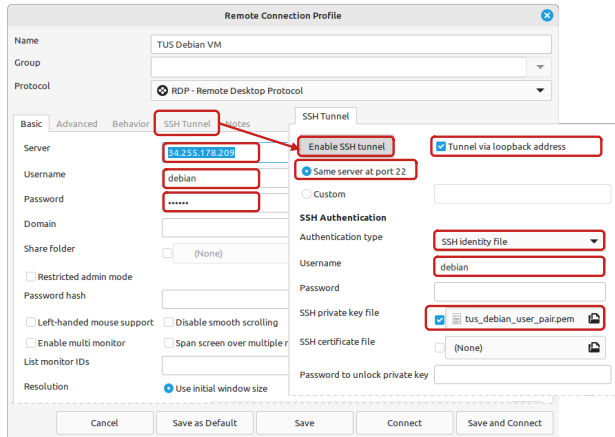 Remote Connection Profile
Name
TUS Debian VM
Group
Protocol
RDP - Remote Desktop Protocol
Basic
Advanced
Behavior
SSH Tunnel
Notes
Server
34.255.178.209
Username
debian
Password
••••••
Domain
Share folder
(None)
Restricted admin mode
Password hash
Left-handed mouse support
Disable smooth scrolling
Enable multi monitor
Span screen over multiple
List monitor IDs
Resolution
Use initial window size
SSH Tunnel
Enable SSH tunnel
Tunnel via loopback address
Same server at port 22
Custom
SSH Authentication
Authentication type
SSH identity file
Username
debian
Password
SSH private key file
tus_debian_user_pair.pem
SSH certificate file
(None)
Password to unlock private key
Cancel
Save as Default
Save
Connect
Save and Connect